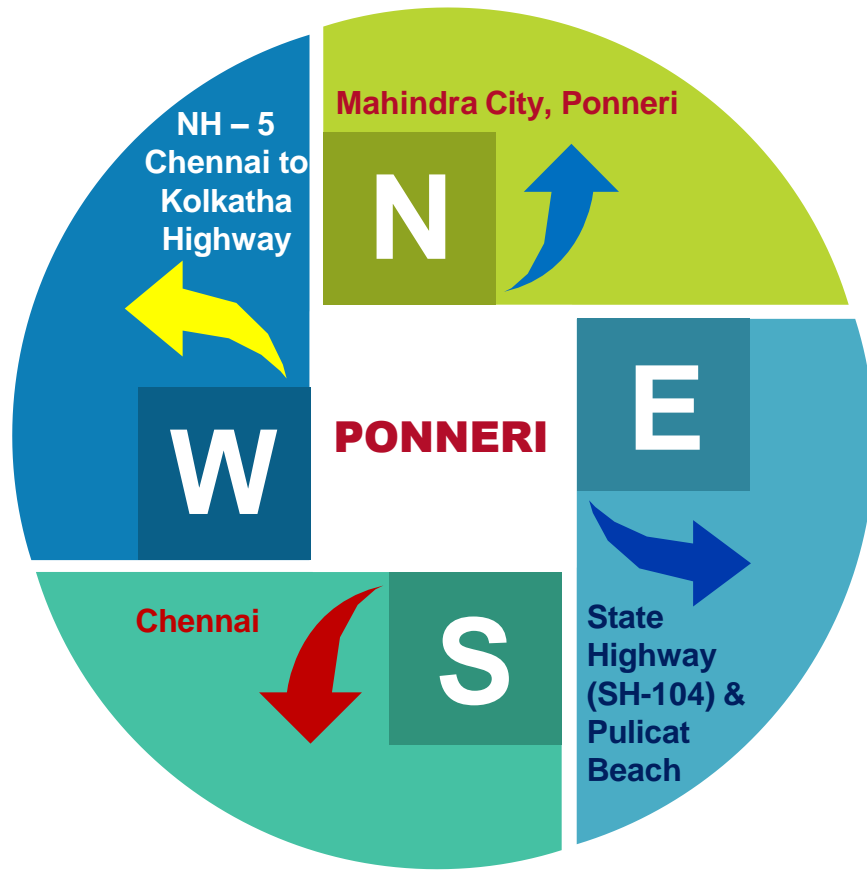 Mahindra City, Ponneri
N
NH – 5
Chennai to
Kolkatha
Highway
W
PONNERI
E
State
Highway
(SH-104) &
Pulicat
Beach
Chennai
S